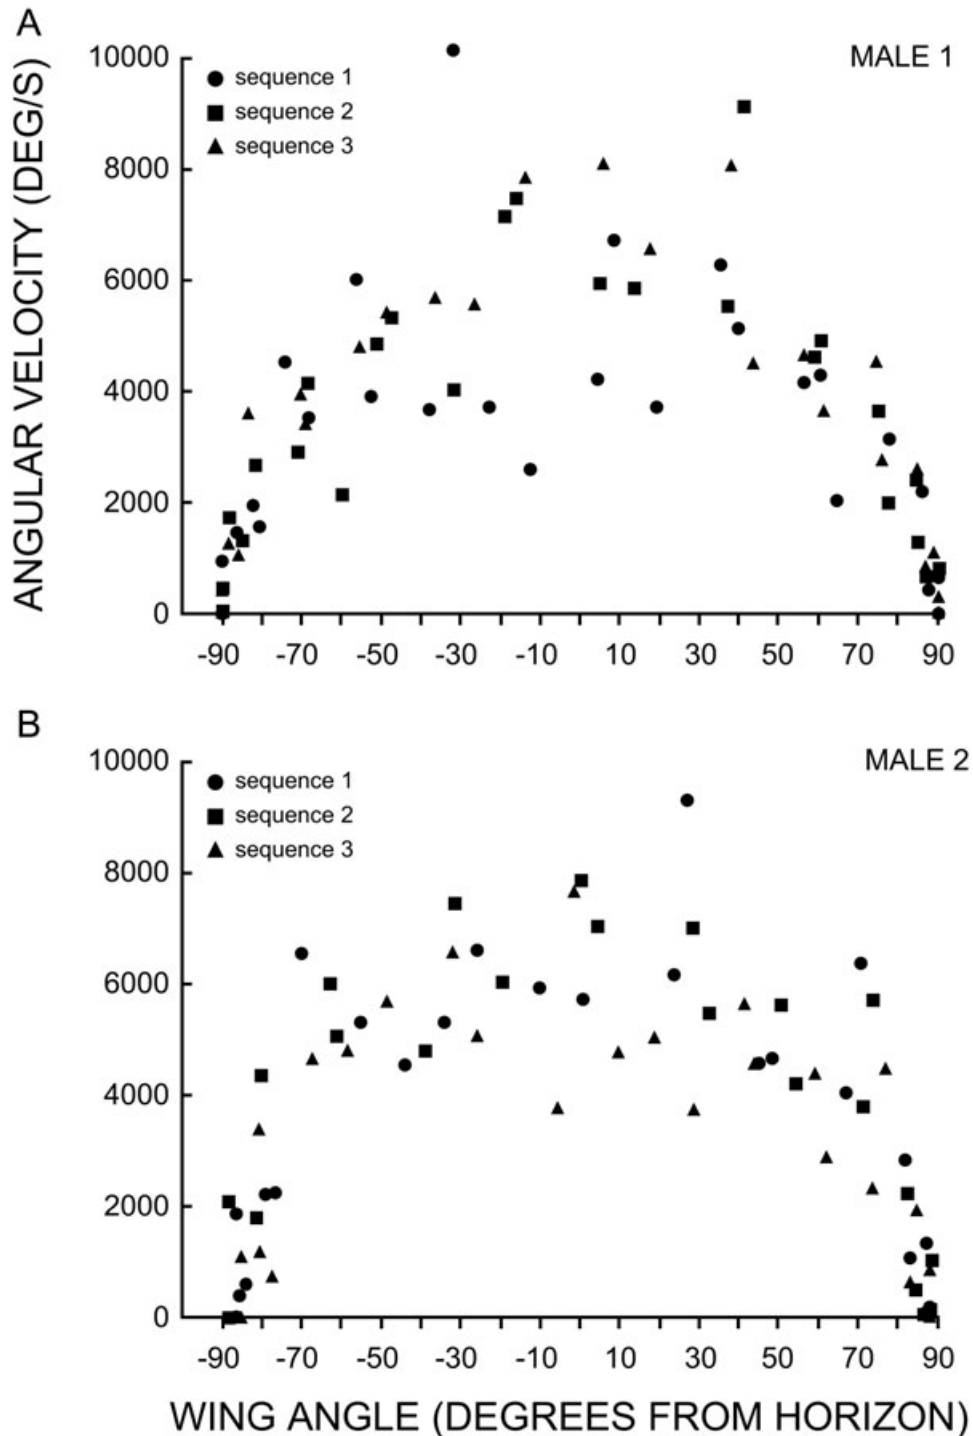 A
MALE 1
ANGULAR VELOCITY (DEG/S)
10000
8000
6000
4000
2000
0
sequence 1
sequence 2
sequence 3
-90 -70 -50 -30 -10 10 30 50 70 90
B
MALE 2
10000
8000
6000
4000
2000
0
sequence 1
sequence 2
sequence 3
-90 -70 -50 -30 -10 10 30 50 70 90
WING ANGLE (DEGREES FROM HORIZON)